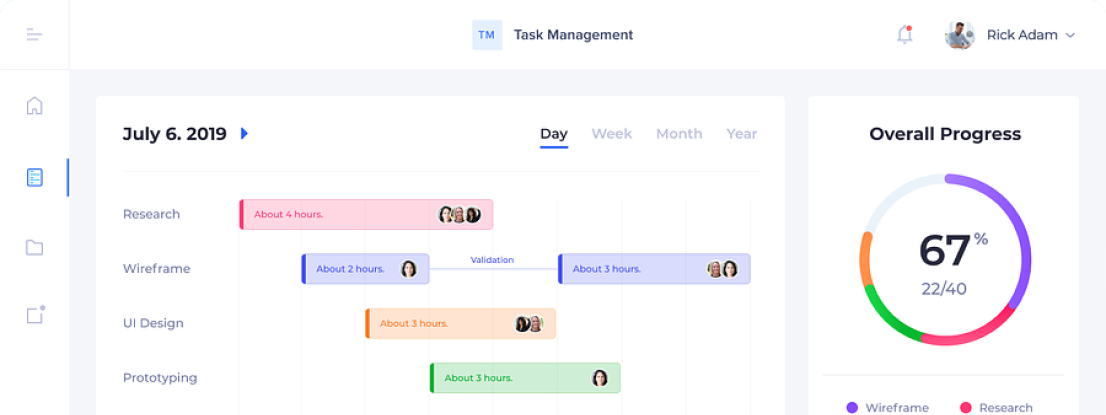 TM Task Management
Rick Adam
July 6. 2019
Day Week Month Year
Research
About 4 hours.
Wireframe
About 2 hours.
Validation
About 3 hours.
UI Design
About 3 hours.
Prototyping
About 3 hours.
Overall Progress
67%
22/40
Wireframe
Research